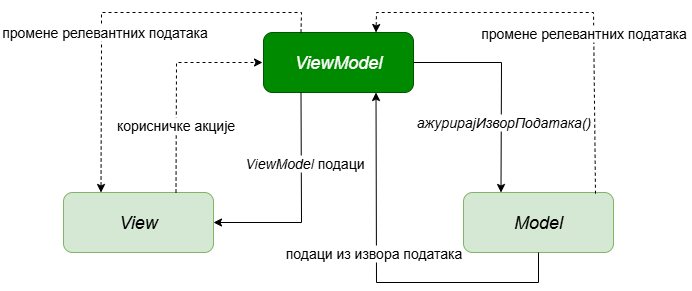 промене релевантних података
промене релевантних података
ViewModel
корисничке акције
ажурирајИзворПодатака()
ViewModel подаци
View
Model
подаци из извора података